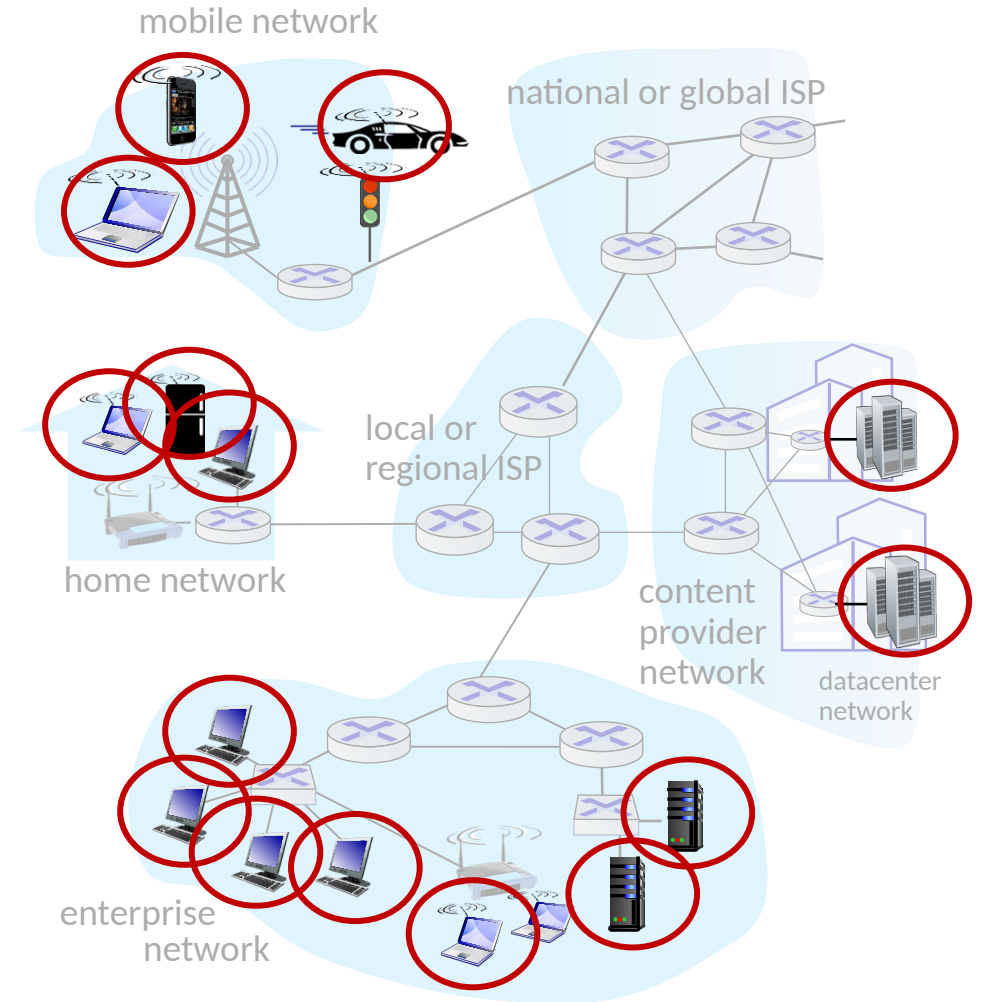 mobile network
national or global ISP
local or
regional ISP
home network
content
provider
network
datacenter
network
enterprise
network